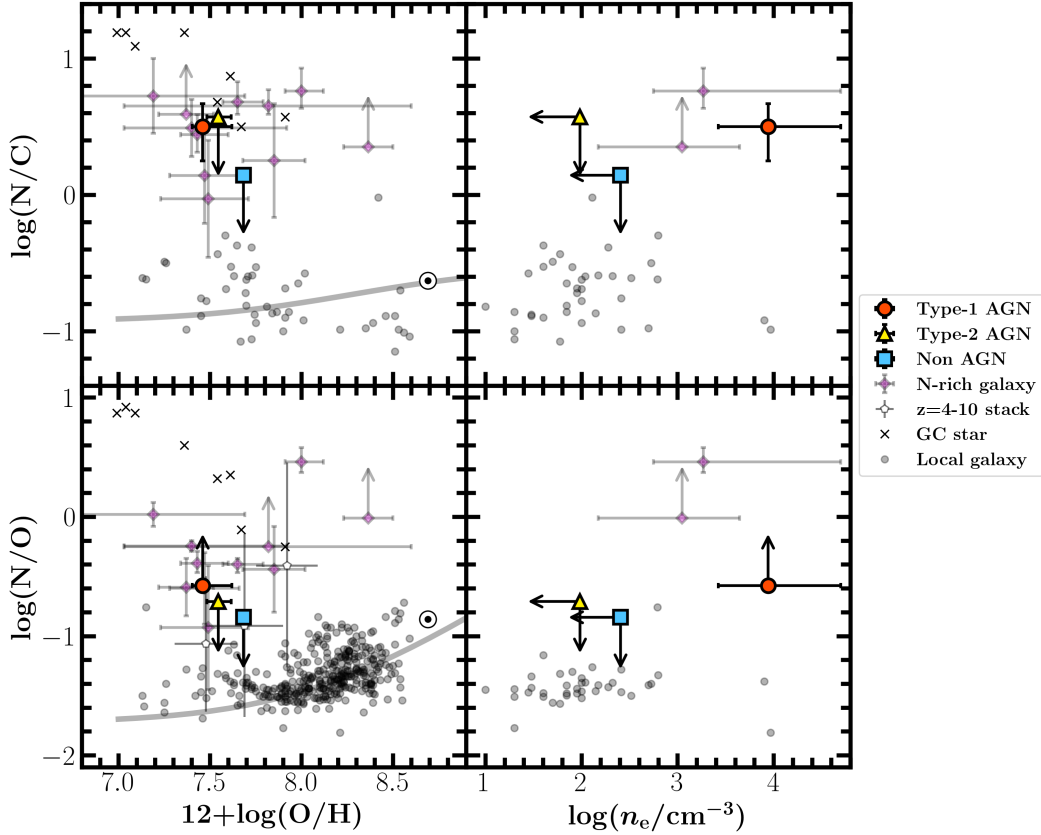 1
0
−1
log(N/C)
Type-1 AGN
Type-2 AGN
Non AGN
N-rich galaxy
z=4-10 stack
GC star
Local galaxy
1
0
−1
−2
log(N/O)
7.0 7.5 8.0 8.5
1 2 3 4
12+log(O/H)
log(nₑ/cm⁻³)